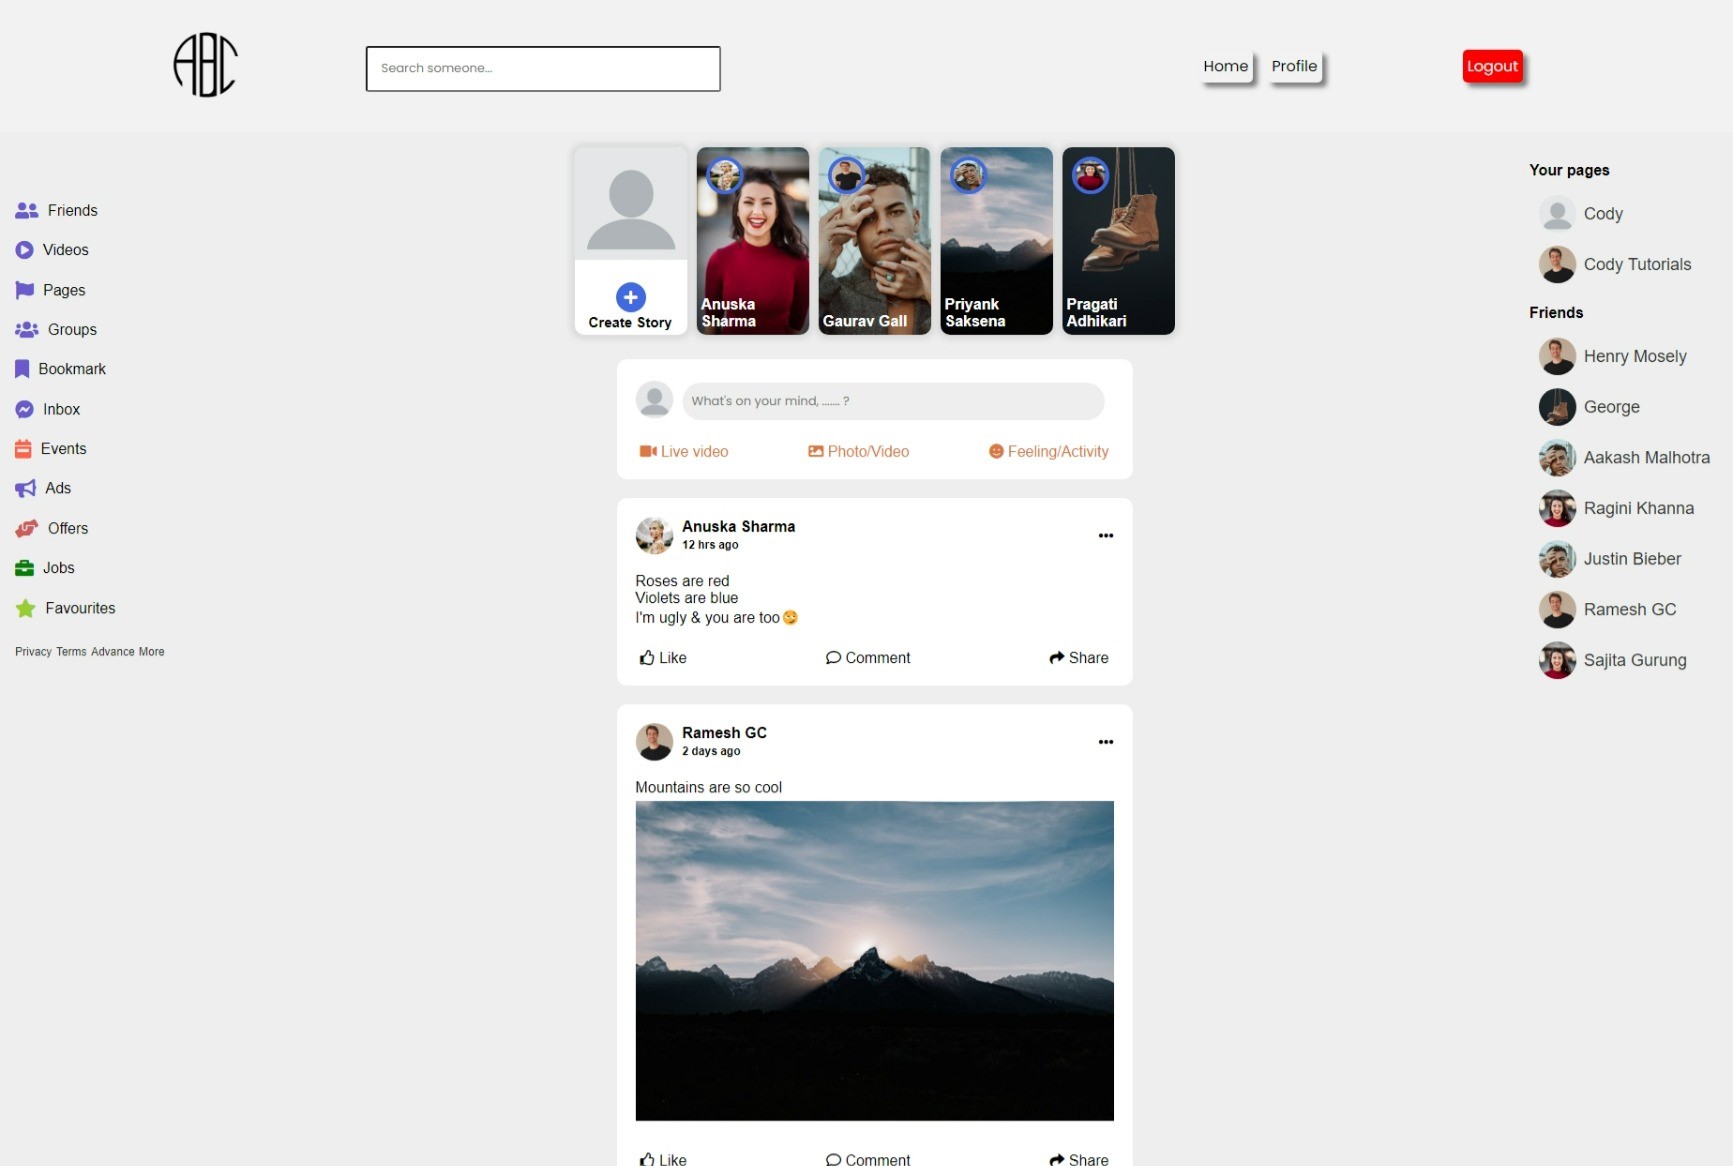 ABC
Search someone...
Home
Profile
Logout
Friends
Videos
Pages
Groups
Bookmark
Inbox
Events
Ads
Offers
Jobs
Favourites
Privacy Terms Advance More
Create Story
Anuska
Sharma
Gaurav Gall
Priyank
Saksena
Pragati
Adhikari
What's on your mind, ...... ?
Live video
Photo/Video
Feeling/Activity
Anuska Sharma
12 hrs ago
Roses are red
Violets are blue
I'm ugly & you are too🙄
Like
Comment
Share
Ramesh GC
2 days ago
Mountains are so cool
Like
Comment
Share
Your pages
Cody
Cody Tutorials
Friends
Henry Mosely
George
Aakash Malhotra
Ragini Khanna
Justin Bieber
Ramesh GC
Sajita Gurung